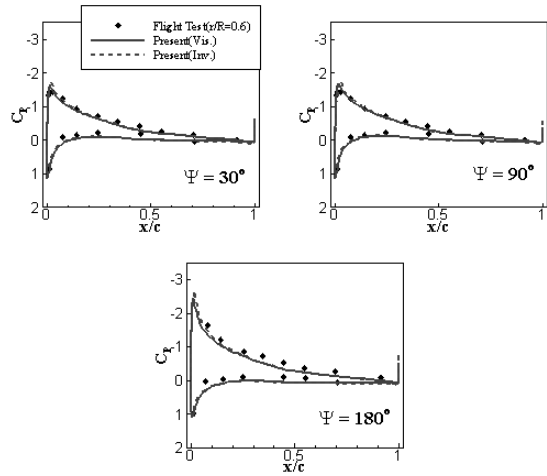 Flight Test(r/R=0.6)
Present(Vis.)
Present(Inv.)
-3
-2
-1
0
1
2
Cp
0
0.5
1
x/c
Ψ = 30°
-3
-2
-1
0
1
2
Cp
0
0.5
1
x/c
Ψ = 90°
-3
-2
-1
0
1
2
Cp
0
0.5
1
x/c
Ψ = 180°